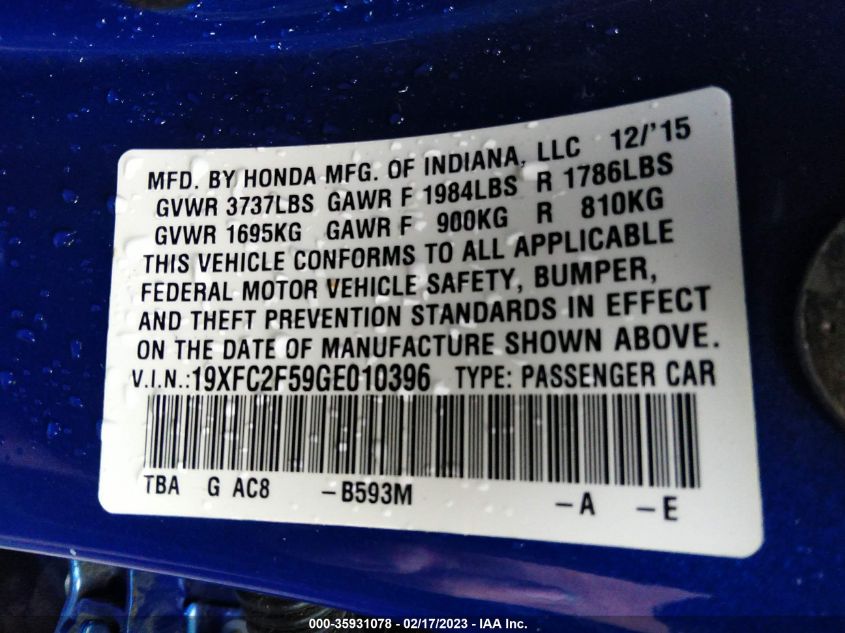 MFD. BY HONDA MFG. OF INDIANA, LLC 12/'15
GVWR 3737LBS GAWR F 1984LBS R 1786LBS
GVWR 1695KG GAWR F 900KG R 810KG
THIS VEHICLE CONFORMS TO ALL APPLICABLE
FEDERAL MOTOR VEHICLE SAFETY, BUMPER,
AND THEFT PREVENTION STANDARDS IN EFFECT
ON THE DATE OF MANUFACTURE SHOWN ABOVE.
V.I.N.:19XFC2F59GE010396 TYPE: PASSENGER CAR
TBA G AC8 -B593M -A -E
000-35931078 - 02/17/2023 - IAA Inc.